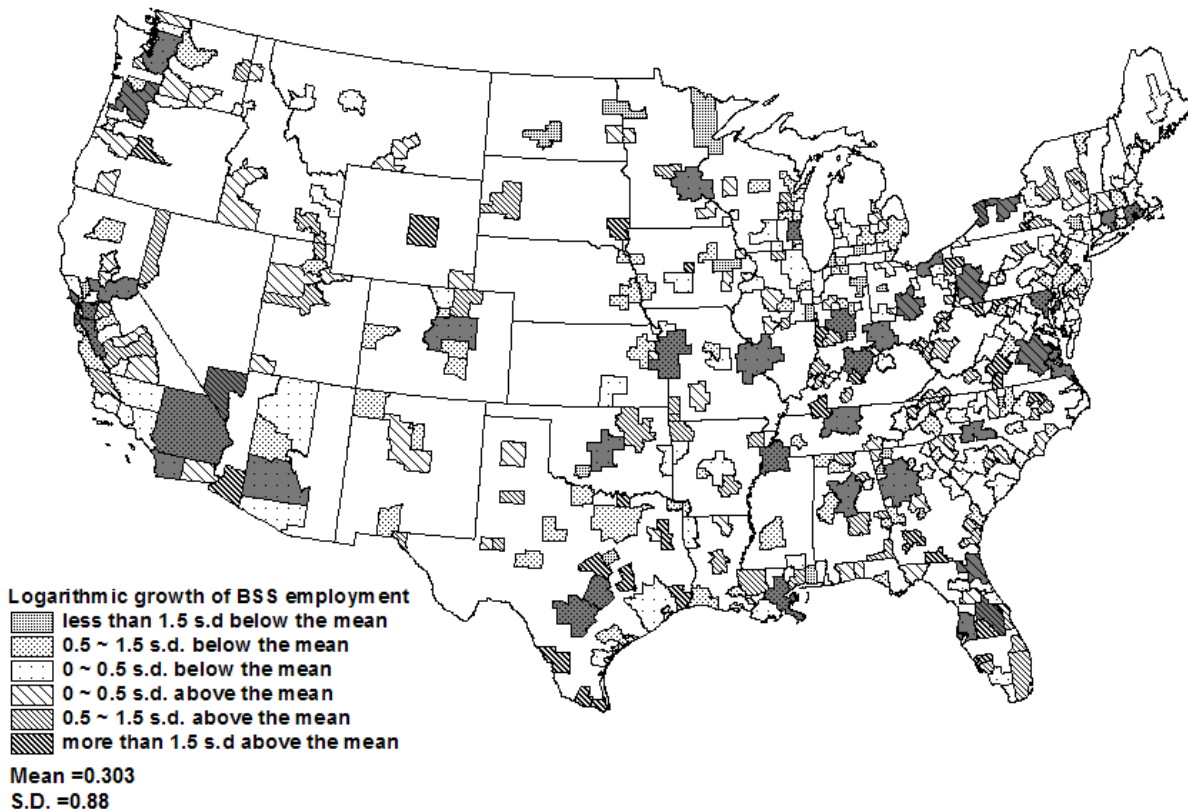 Logarithmic growth of BSS employment
less than 1.5 s.d below the mean
0.5 ~ 1.5 s.d. below the mean
0 ~ 0.5 s.d. below the mean
0 ~ 0.5 s.d. above the mean
0.5 ~ 1.5 s.d. above the mean
more than 1.5 s.d above the mean
Mean =0.303
S.D. =0.88